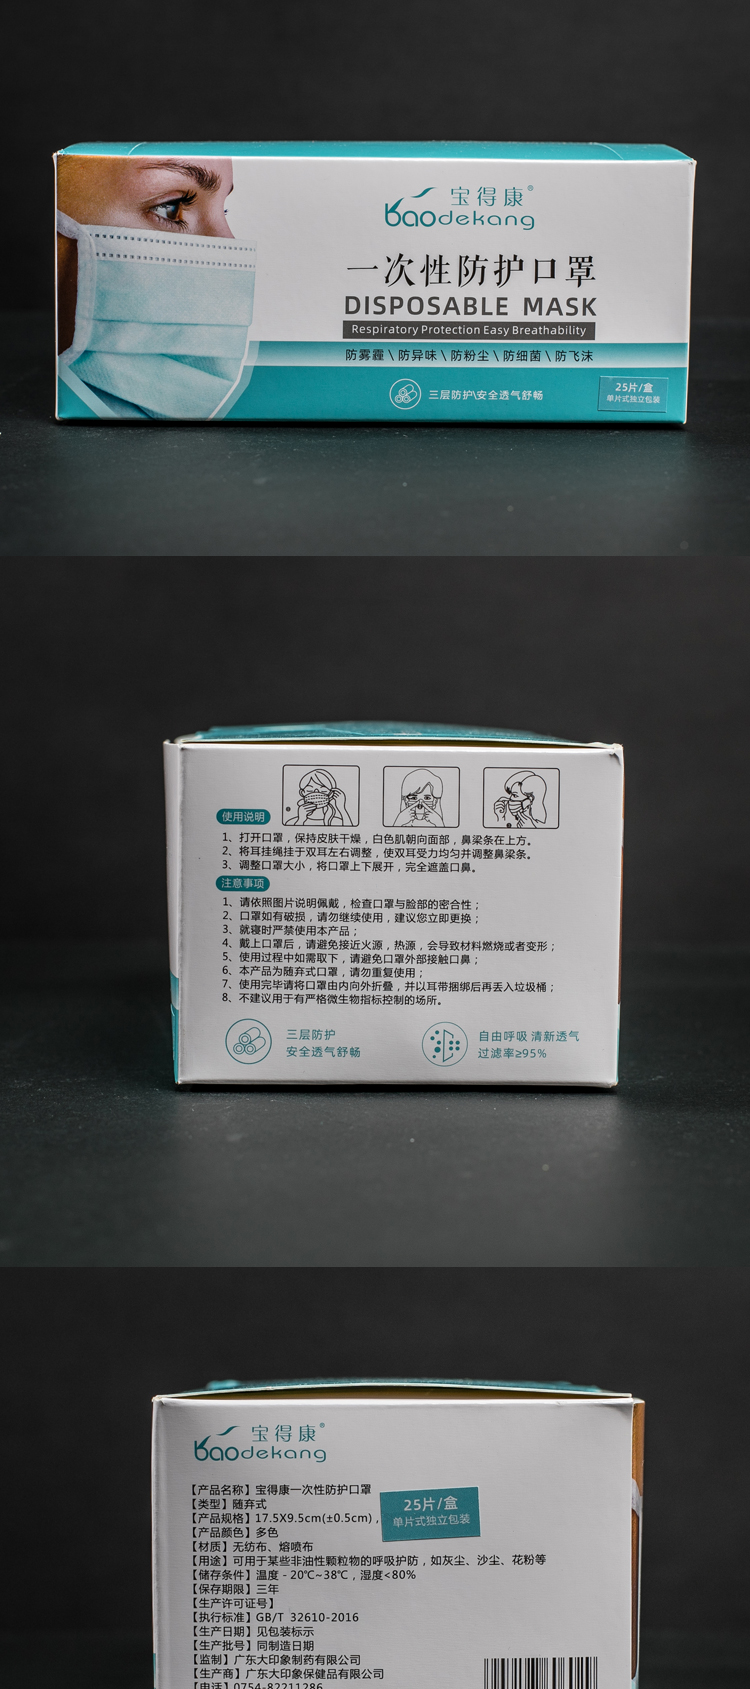 宝得康®
baodekang
一次性防护口罩
DISPOSABLE MASK
Respiratory Protection Easy Breathability
防雾霾 \ 防异味 \ 防粉尘 \ 防细菌 \ 防飞沫
三层防护\安全透气舒畅
25片/盒
单片式独立包装
使用说明
1、打开口罩，保持皮肤干燥，白色肌朝向面部，鼻梁条在上方。
2、将耳挂绳挂于双耳左右调整，使双耳受力均匀并调整鼻梁条。
3、调整口罩大小，将口罩上下展开，完全遮盖口鼻。
注意事项
1、请依照图片说明佩戴，检查口罩与脸部的密合性；
2、口罩如有破损，请勿继续使用，建议您立即更换；
3、就寝时严禁使用本产品；
4、戴上口罩后，请避免接近火源，热源，会导致材料燃烧或者变形；
5、使用过程中如需取下，请避免口罩外部接触口鼻；
6、本产品为随弃式口罩，请勿重复使用；
7、使用完毕请将口罩由内向外折叠，并以耳带捆绑后再丢入垃圾桶；
8、不建议用于有严格微生物指标控制的场所。
三层防护
安全透气舒畅
自由呼吸 清新透气
过滤率≥95%
宝得康®
baodekang
【产品名称】宝得康一次性防护口罩
【类型】随弃式
【产品规格】17.5X9.5cm(±0.5cm)，
25片/盒
单片式独立包装
【产品颜色】多色
【材质】无纺布、熔喷布
【用途】可用于某些非油性颗粒物的呼吸护防，如灰尘、沙尘、花粉等
【储存条件】温度 - 20℃~38℃，湿度<80%
【保存期限】三年
【生产许可证号】
【执行标准】GB/T 32610-2016
【生产日期】见包装标示
【生产批号】同制造日期
【监制】广东大印象制药有限公司
【生产商】广东大印象保健品有限公司
【电话】0754-82211286